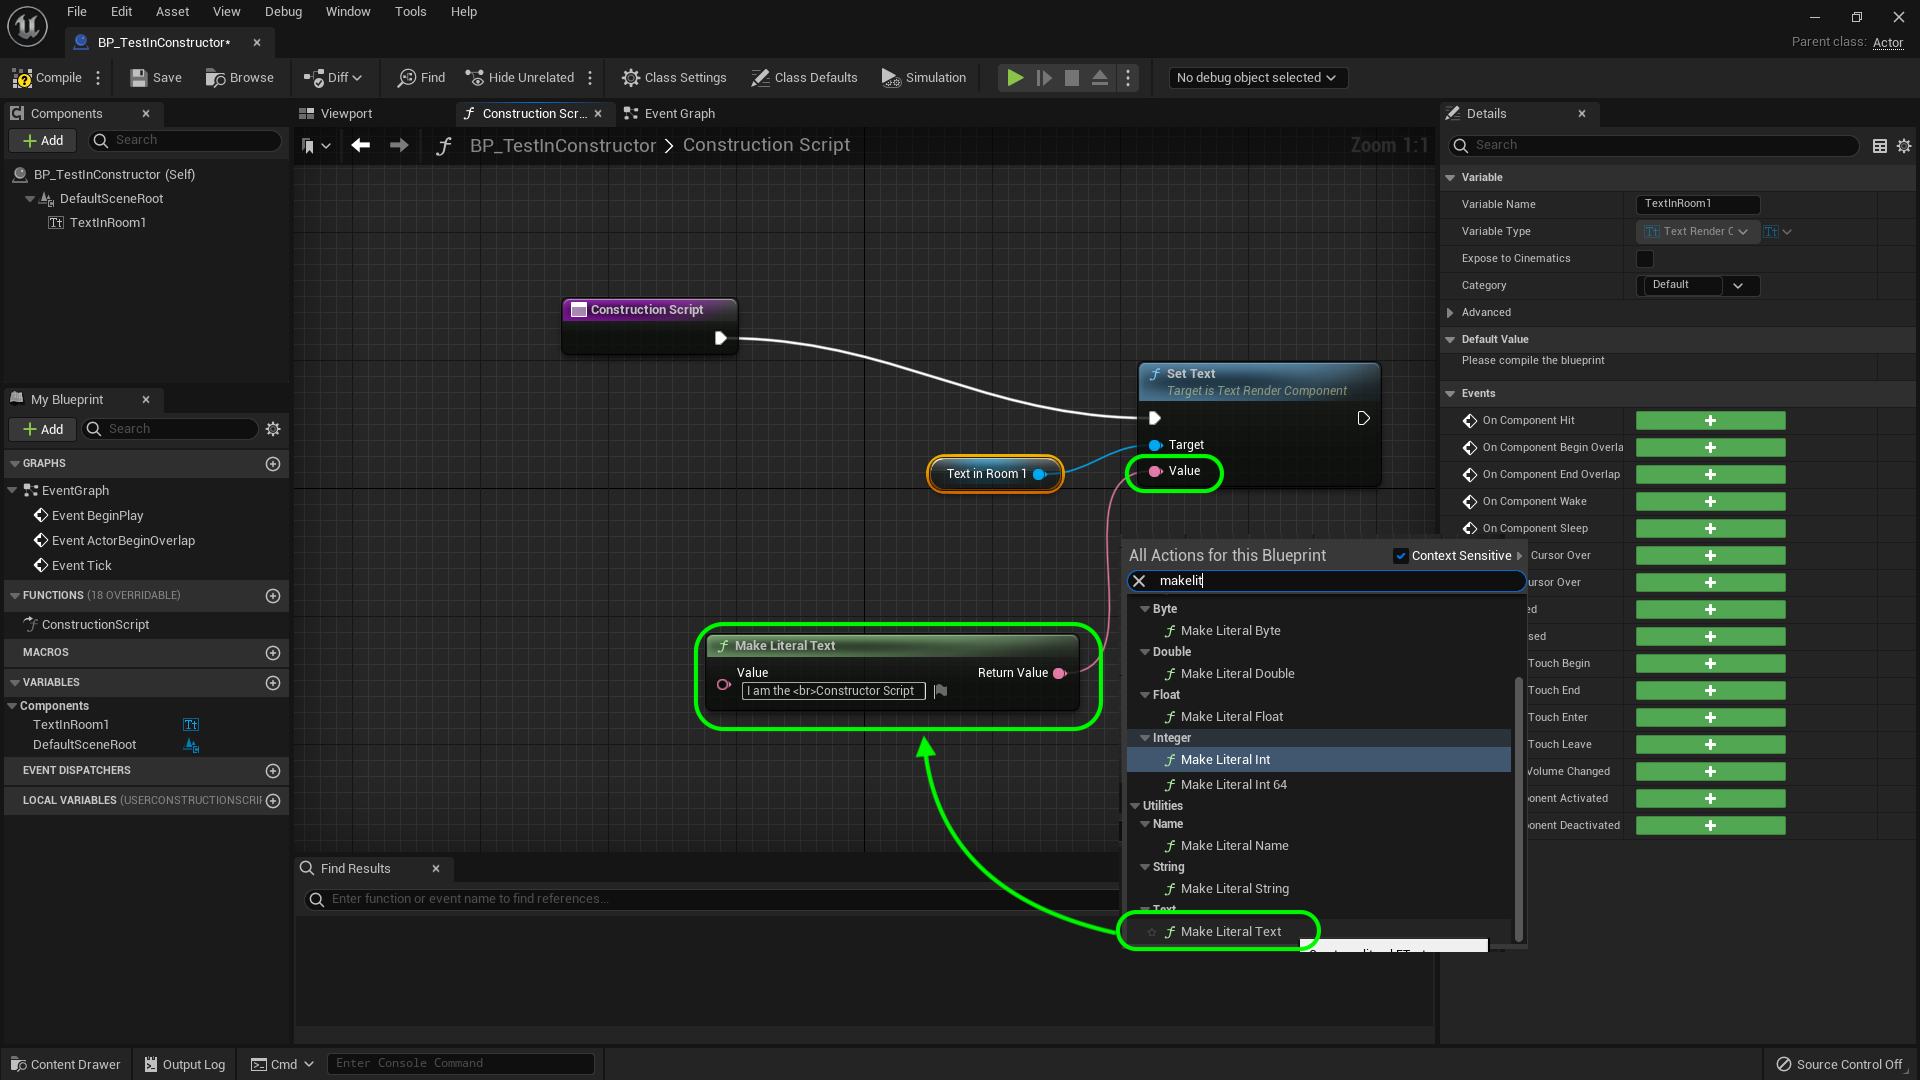 File Edit Asset View Debug Window Tools Help
BP_TestInConstructor*
Parent class: Actor
Compile Save Browse Diff Find Hide Unrelated Class Settings Class Defaults Simulation No debug object selected
Components
Add Search
BP_TestInConstructor (Self)
DefaultSceneRoot
TextInRoom1
My Blueprint
Add Search
GRAPHS
EventGraph
Event BeginPlay
Event ActorBeginOverlap
Event Tick
FUNCTIONS (18 OVERRIDABLE)
ConstructionScript
MACROS
VARIABLES
Components
TextInRoom1
DefaultSceneRoot
EVENT DISPATCHERS
LOCAL VARIABLES (USERCONSTRUCTIONSCRIF
Viewport Construction Scr... Event Graph
BP_TestInConstructor > Construction Script
Zoom 1:1
Construction Script
Set Text
Target is Text Render Component
Target
Value
Text in Room 1
Make Literal Text
Value Return Value
I am the <br>Constructor Script
All Actions for this Blueprint Context Sensitive
makelit
Byte
Make Literal Byte
Double
Make Literal Double
Float
Make Literal Float
Integer
Make Literal Int
Make Literal Int 64
Utilities
Name
Make Literal Name
String
Make Literal String
Text
Make Literal Text
Find Results
Enter function or event name to find references...
Details
Search
Variable
Variable Name TextInRoom1
Variable Type Text Render C
Expose to Cinematics
Category Default
Advanced
Default Value
Please compile the blueprint
Events
On Component Hit
On Component Begin Overla
On Component End Overlap
On Component Wake
On Component Sleep
Cursor Over
ursor Over
ed
sed
Touch Begin
Touch End
Touch Enter
Touch Leave
Volume Changed
onent Activated
onent Deactivated
Content Drawer Output Log Cmd Enter Console Command Source Control Off